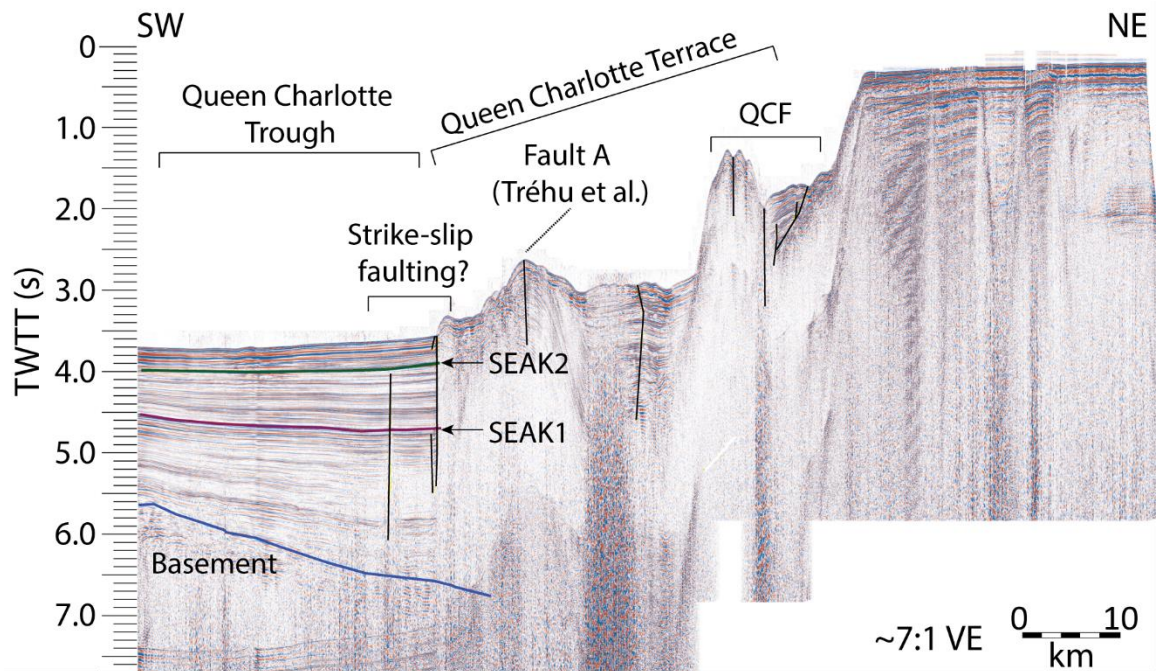 SW
NE
0
1.0
2.0
3.0
4.0
5.0
6.0
7.0
TWTT (s)
Queen Charlotte
Trough
Queen Charlotte Terrace
QCF
Fault A
(Tréhu et al.)
Strike-slip
faulting?
SEAK2
SEAK1
Basement
~7:1 VE
0 10
km